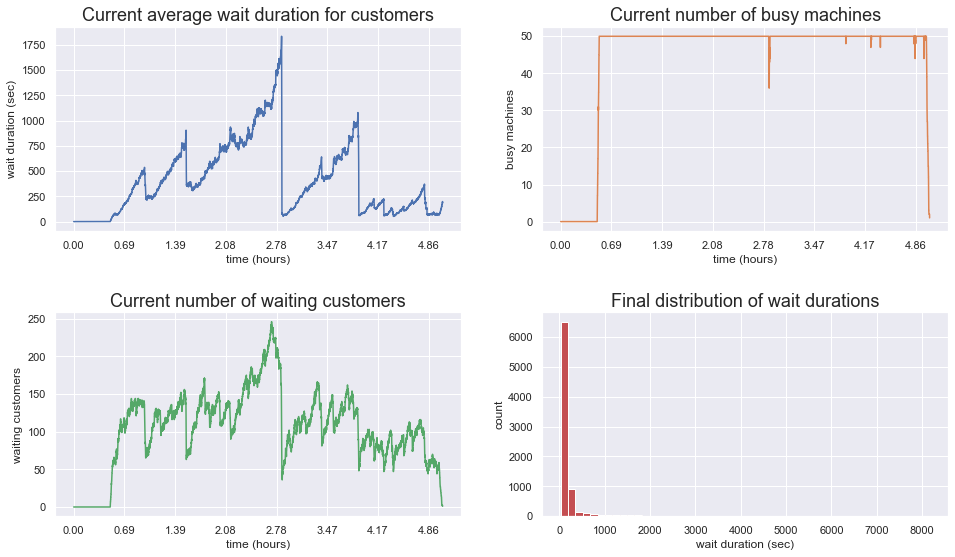 Current average wait duration for customers
wait duration (sec)
1750
1500
1250
1000
750
500
250
0
0.00 0.69 1.39 2.08 2.78 3.47 4.17 4.86
time (hours)
Current number of busy machines
busy machines
50
40
30
20
10
0
0.00 0.69 1.39 2.08 2.78 3.47 4.17 4.86
time (hours)
Current number of waiting customers
waiting customers
250
200
150
100
50
0
0.00 0.69 1.39 2.08 2.78 3.47 4.17 4.86
time (hours)
Final distribution of wait durations
count
6000
5000
4000
3000
2000
1000
0
0 1000 2000 3000 4000 5000 6000 7000 8000
wait duration (sec)